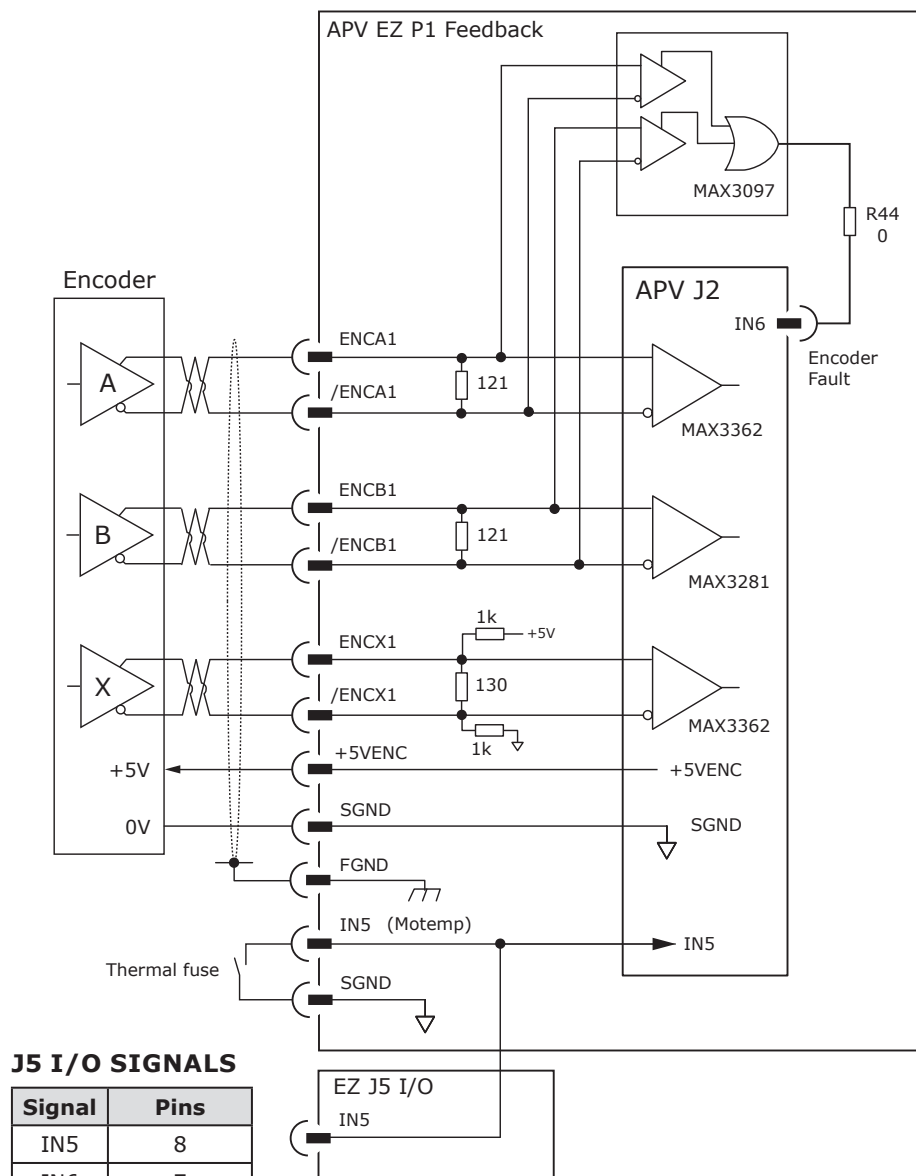 APV EZ P1 Feedback
MAX3097
R44
0
Encoder
APV J2
IN6
Encoder
Fault
A
ENCA1
/ENCA1
121
MAX3362
B
ENCB1
/ENCB1
121
MAX3281
X
ENCX1
/ENCX1
1k
+5V
130
1k
MAX3362
+5V
+5VENC
+5VENC
0V
SGND
SGND
FGND
IN5 (Motemp)
IN5
Thermal fuse
SGND
J5 I/O SIGNALS
Signal Pins
IN5 8
EZ J5 I/O
IN5